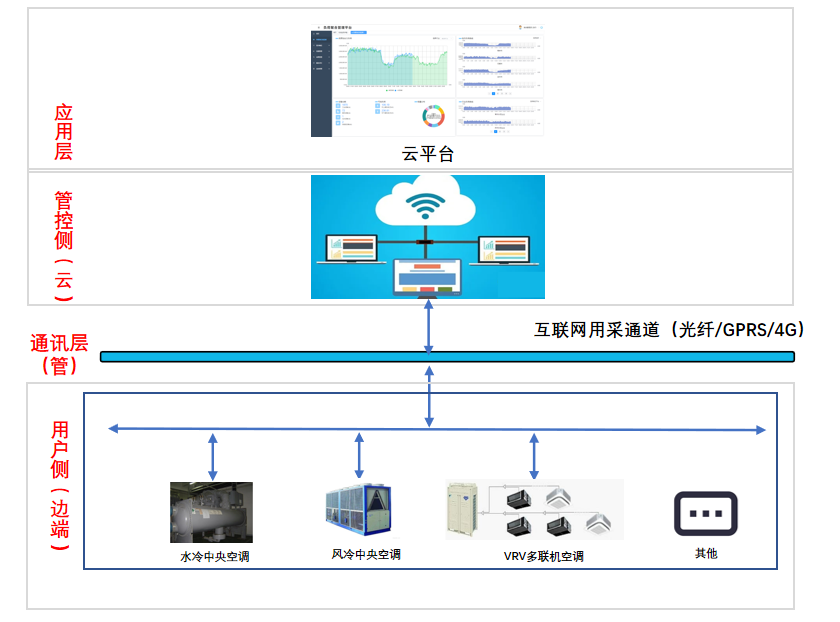 应用层
云平台
管控侧(云)
互联网用采通道(光纤/GPRS/4G)
通讯层
(管)
用户侧(边端)
水冷中央空调
风冷中央空调
VRV多联机空调
其他